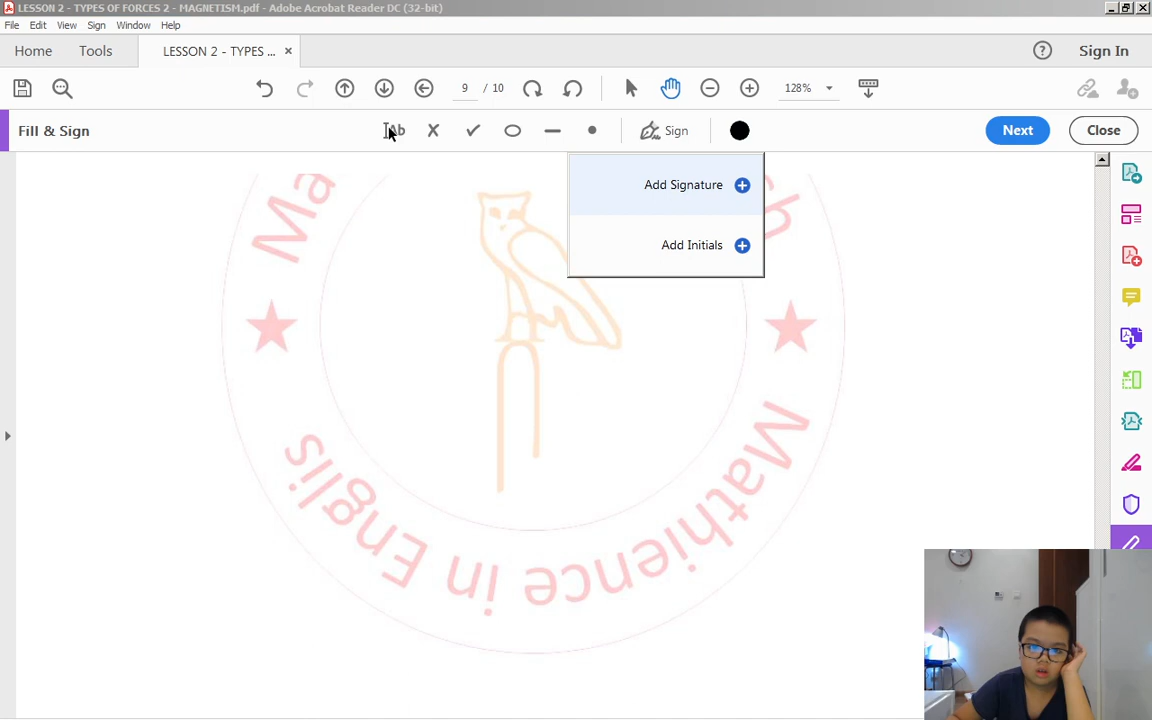 LESSON 2 - TYPES OF FORCES 2 - MAGNETISM.pdf - Adobe Acrobat Reader DC (32-bit)
File Edit View Sign Window Help
Home Tools LESSON 2 - TYPES ... × Sign In
9 / 10 128%
Fill & Sign Ab Sign Next Close
Add Signature
Add Initials
Mathience in Englis